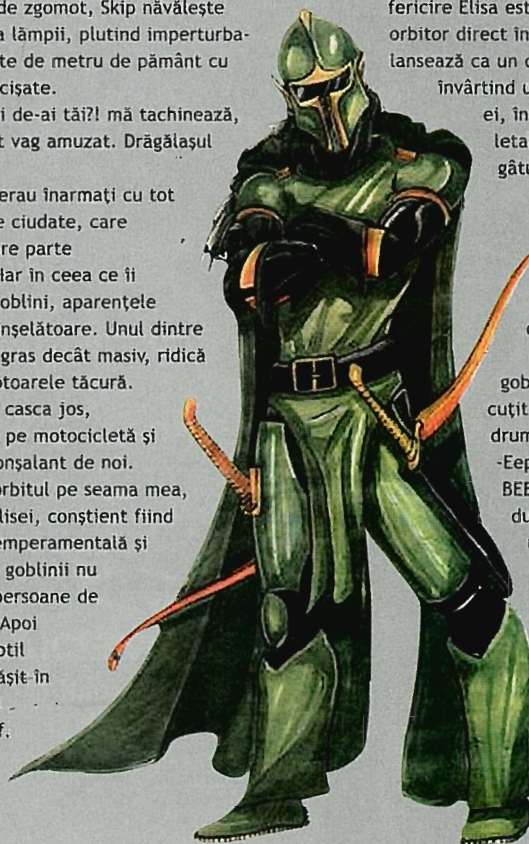 de zgomot, Skip năvălește
a lămpii, plutind imperturba-
te de metru de pământ cu
cișate.
i de-ai tăi?! mă tachinează,
t vag amuzat. Drăgălașul
erau înarmați cu tot
e ciudate, care
re parte
dar în ceea ce îi
oblini, aparențele
nșelătoare. Unul dintre
gras decât masiv, ridică
otoarele tăcură.
casca jos,
pe motocicletă și
onșalant de noi.
orbitul pe seama mea,
lisei, conștient fiind
emperamentală și
goblinii nu
persoane de
Apoi
otil
ășit în
f.
fericire Elisa est
orbitor direct în
lansează ca un c
învârtind u
ei, în
leta
gâtu
gob
cuțit
drum
-Eep
BEE
du